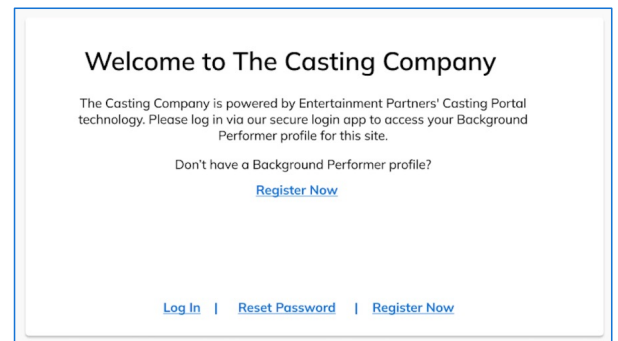 Welcome to The Casting Company
The Casting Company is powered by Entertainment Partners' Casting Portal
technology. Please log in via our secure login app to access your Background
Performer profile for this site.
Don't have a Background Performer profile?
Register Now
Log In | Reset Password | Register Now